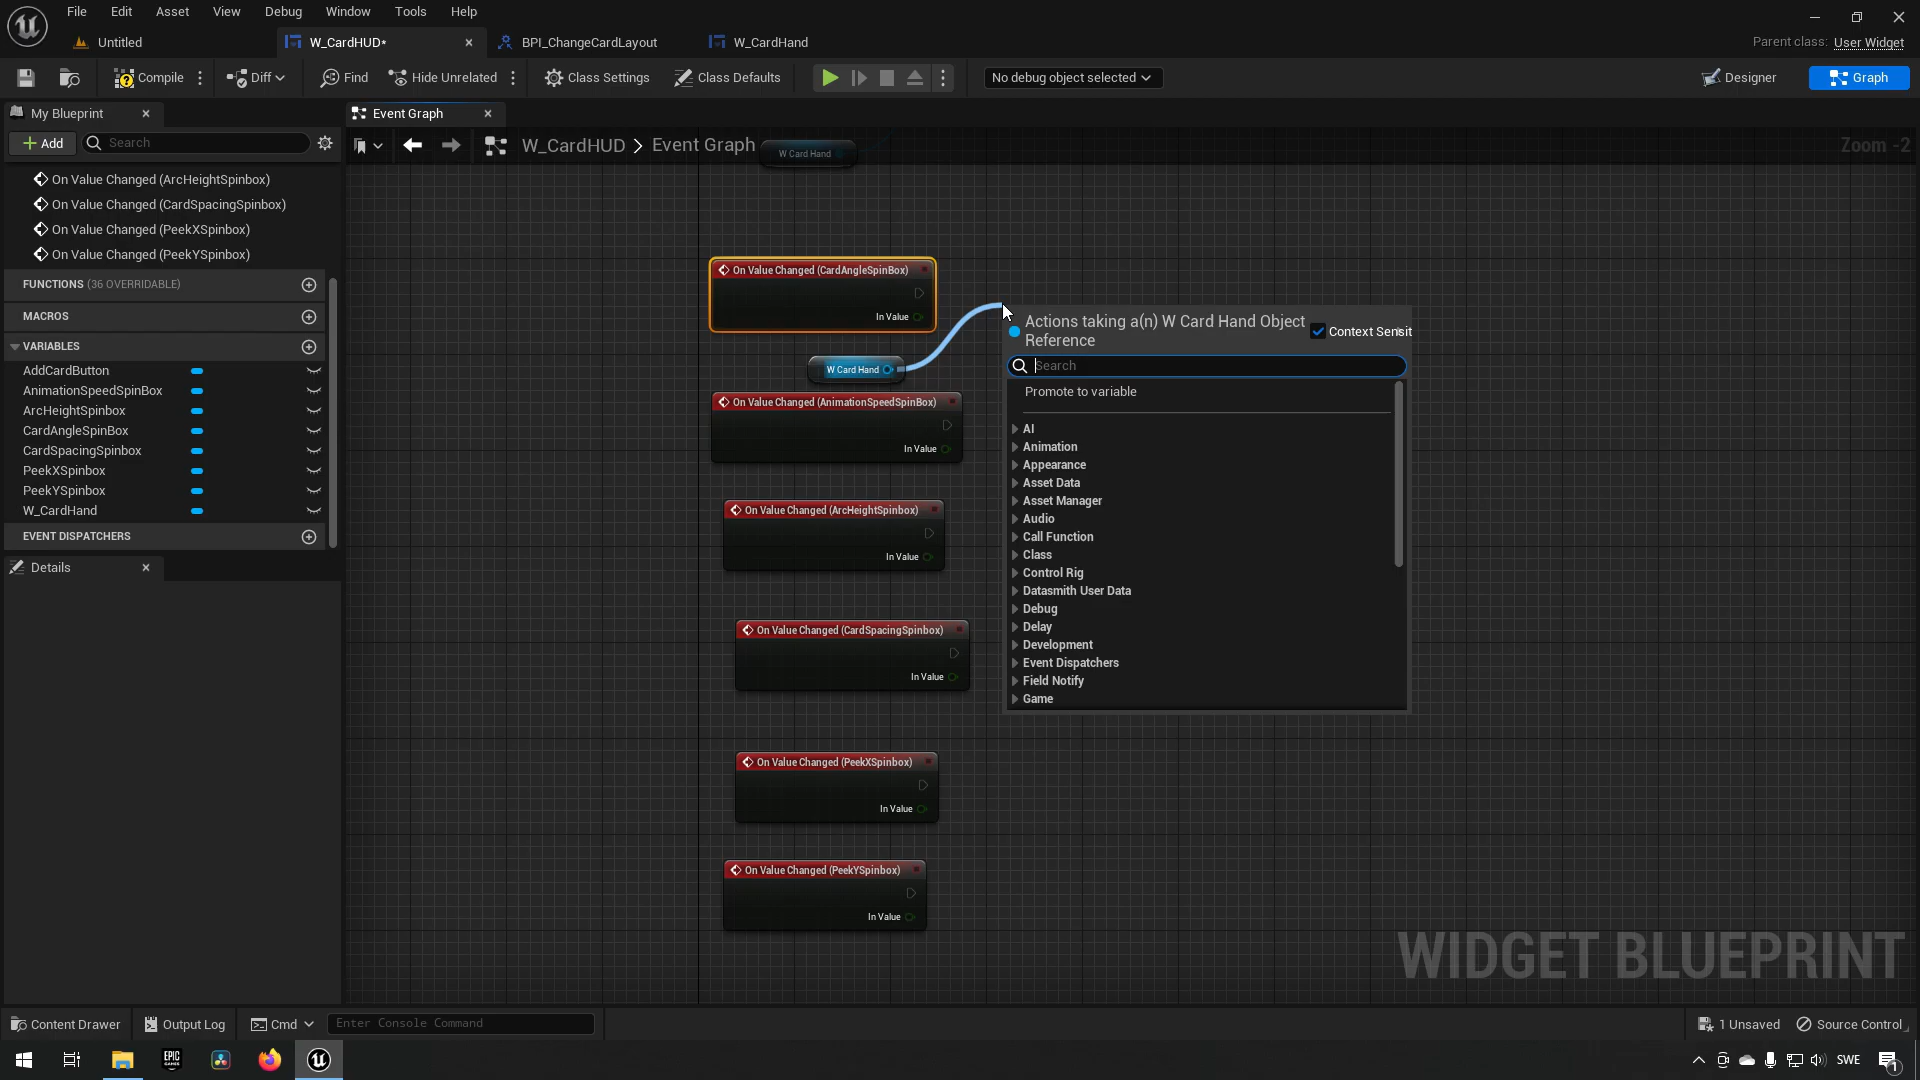 File Edit Asset View Debug Window Tools Help
Untitled W_CardHUD* BPI_ChangeCardLayout W_CardHand Parent class: User Widget
Compile Diff Find Hide Unrelated Class Settings Class Defaults No debug object selected Designer Graph
My Blueprint
Event Graph
Add Search
W_CardHUD > Event Graph
Zoom -2
W Card Hand
On Value Changed (ArcHeightSpinbox)
On Value Changed (CardSpacingSpinbox)
On Value Changed (PeekXSpinbox)
On Value Changed (PeekYSpinbox)
FUNCTIONS (36 OVERRIDABLE)
MACROS
VARIABLES
AddCardButton
AnimationSpeedSpinBox
ArcHeightSpinbox
CardAngleSpinBox
CardSpacingSpinbox
PeekXSpinbox
PeekYSpinbox
W_CardHand
EVENT DISPATCHERS
Details
On Value Changed (CardAngleSpinBox)
In Value
W Card Hand
On Value Changed (AnimationSpeedSpinBox)
In Value
On Value Changed (ArcHeightSpinbox)
In Value
On Value Changed (CardSpacingSpinbox)
In Value
On Value Changed (PeekXSpinbox)
In Value
On Value Changed (PeekYSpinbox)
In Value
Actions taking a(n) W Card Hand Object
Reference
Context Sensit
Search
Promote to variable
AI
Animation
Appearance
Asset Data
Asset Manager
Audio
Call Function
Class
Control Rig
Datasmith User Data
Debug
Delay
Development
Event Dispatchers
Field Notify
Game
WIDGET BLUEPRINT
Content Drawer Output Log Cmd Enter Console Command 1 Unsaved Source Control
EPIC GAMES
SWE
1